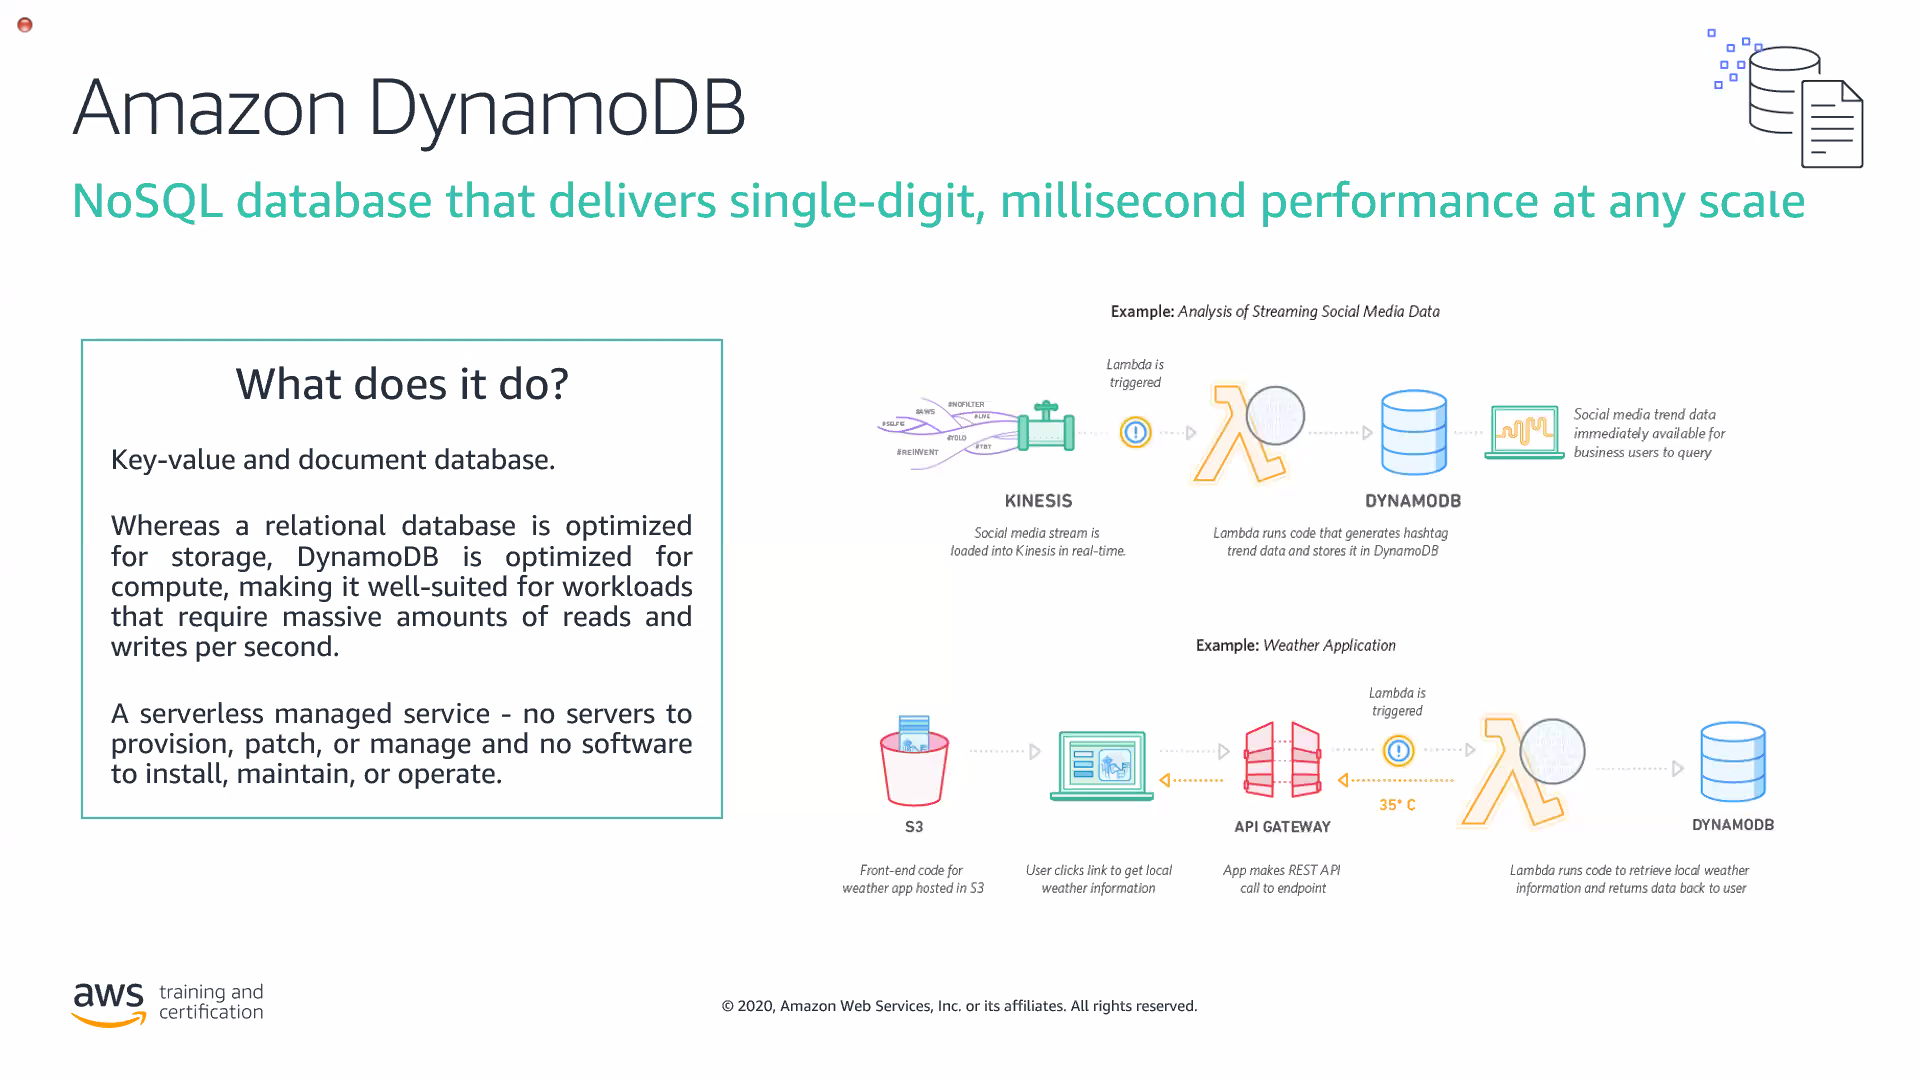 Amazon DynamoDB
NoSQL database that delivers single-digit, millisecond performance at any scale
What does it do?
Key-value and document database.
Whereas a relational database is optimized
for storage, DynamoDB is optimized for
compute, making it well-suited for workloads
that require massive amounts of reads and
writes per second.
A serverless managed service - no servers to
provision, patch, or manage and no software
to install, maintain, or operate.
Example: Analysis of Streaming Social Media Data
Lambda is
triggered
#NOFILTER
#AWS
#LIVE
#SELFIE
#YOLO
#TBT
#REINVENT
Social media trend data
immediately available for
business users to query
KINESIS
DYNAMODB
Social media stream is
loaded into Kinesis in real-time.
Lambda runs code that generates hashtag
trend data and stores it in DynamoDB
Example: Weather Application
Lambda is
triggered
35° C
S3
API GATEWAY
DYNAMODB
Front-end code for
weather app hosted in S3
User clicks link to get local
weather information
App makes REST API
call to endpoint
Lambda runs code to retrieve local weather
information and returns data back to user
aws training and
certification
© 2020, Amazon Web Services, Inc. or its affiliates. All rights reserved.